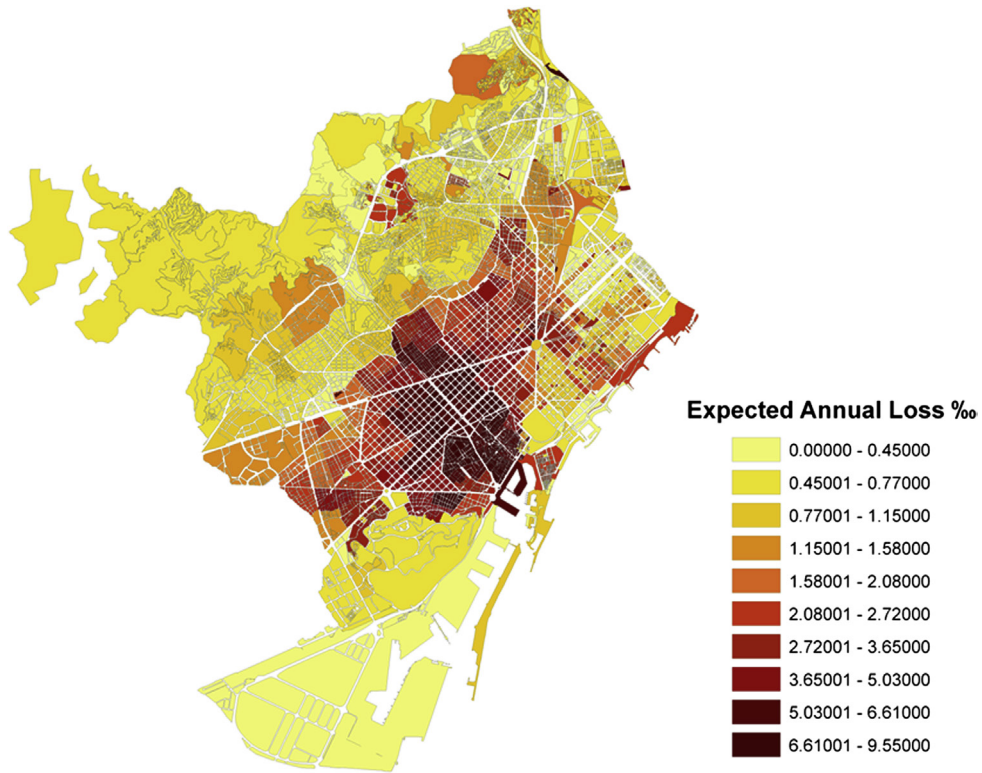 Expected Annual Loss ‰
0.00000 - 0.45000
0.45001 - 0.77000
0.77001 - 1.15000
1.15001 - 1.58000
1.58001 - 2.08000
2.08001 - 2.72000
2.72001 - 3.65000
3.65001 - 5.03000
5.03001 - 6.61000
6.61001 - 9.55000